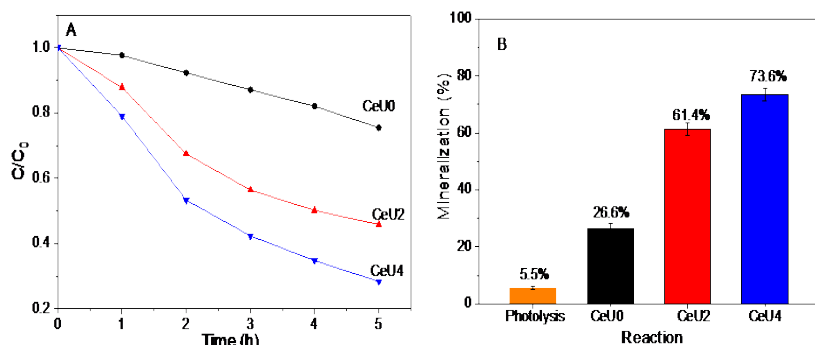 A
1.0
0.8
0.6
0.4
0.2
C/C0
CeU0
CeU2
CeU4
0 1 2 3 4 5
Time (h)
B
100
80
60
40
20
0
Mineralization (%)
5.5%
26.6%
61.4%
73.6%
Photolysis CeU0 CeU2 CeU4
Reaction